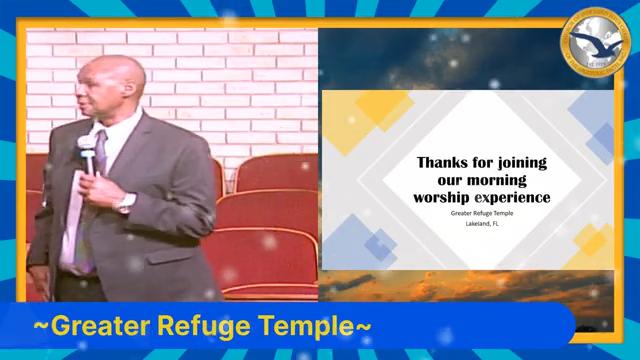 Thanks for joining
our morning
worship experience
Greater Refuge Temple
Lakeland, FL
~Greater Refuge Temple~